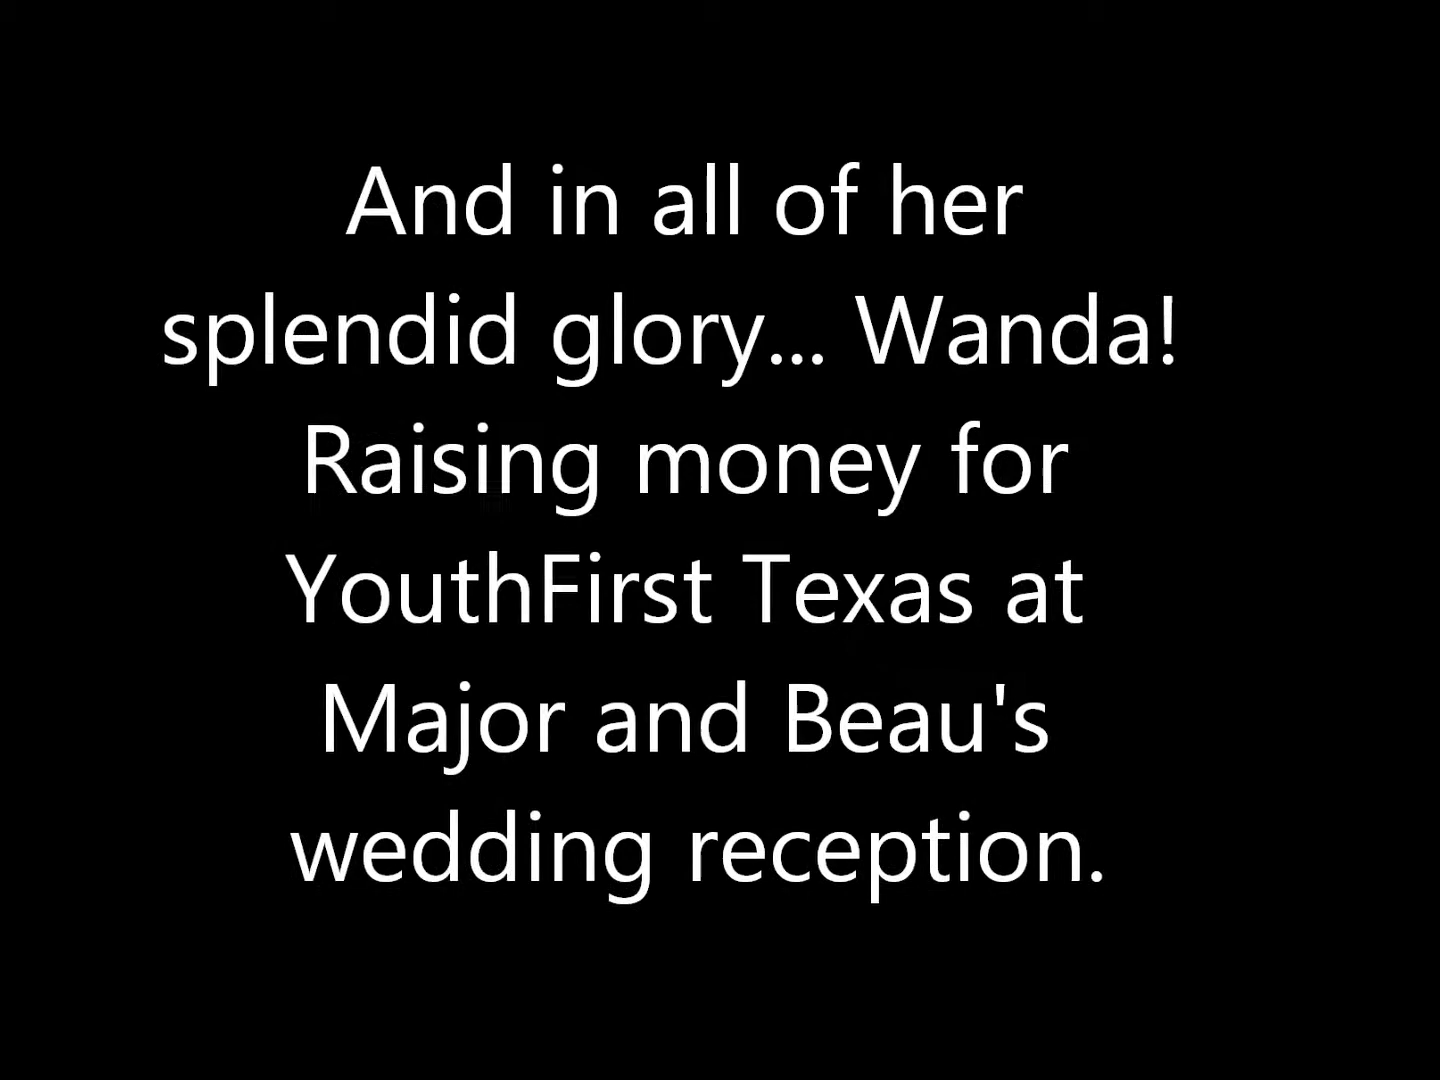 And in all of her
splendid glory... Wanda!
Raising money for
YouthFirst Texas at
Major and Beau's
wedding reception.